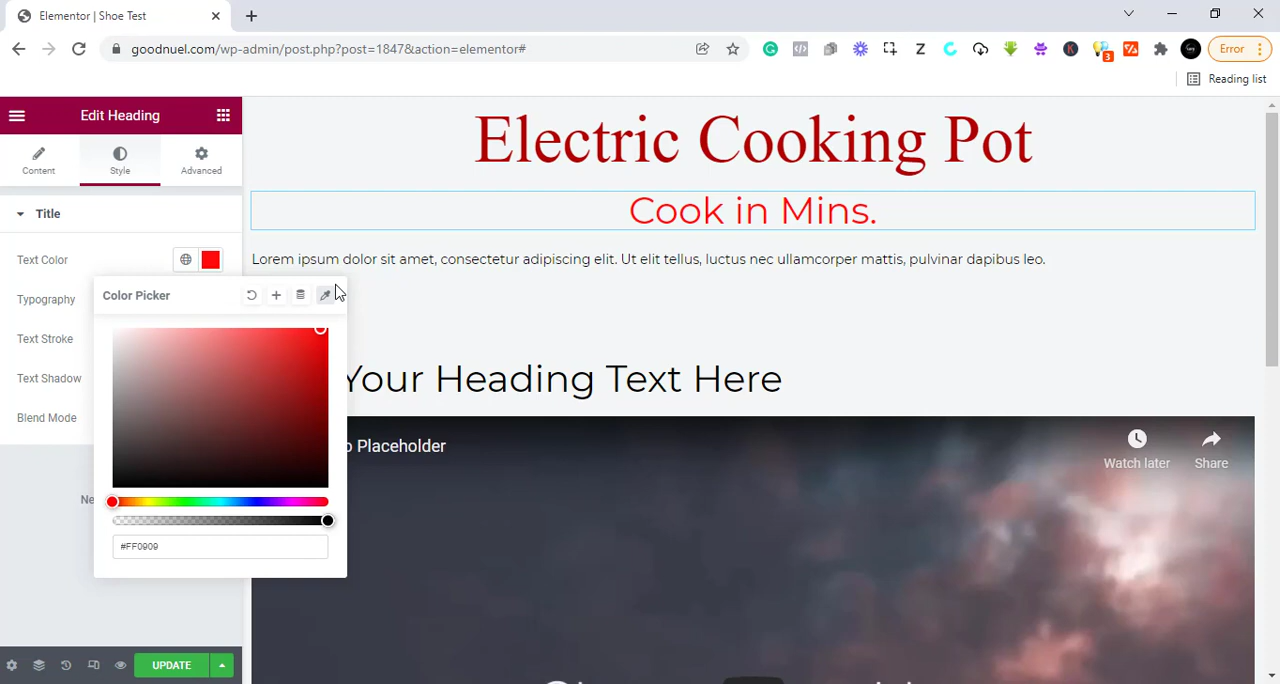 Elementor | Shoe Test
goodnuel.com/wp-admin/post.php?post=1847&action=elementor#
Z
K
3
Error
Reading list
Edit Heading
Content
Style
Advanced
Title
Text Color
Typography
Text Stroke
Text Shadow
Blend Mode
Ne
Color Picker
#FF0909
UPDATE
Electric Cooking Pot
Cook in Mins.
Lorem ipsum dolor sit amet, consectetur adipiscing elit. Ut elit tellus, luctus nec ullamcorper mattis, pulvinar dapibus leo.
Your Heading Text Here
o Placeholder
Watch later
Share